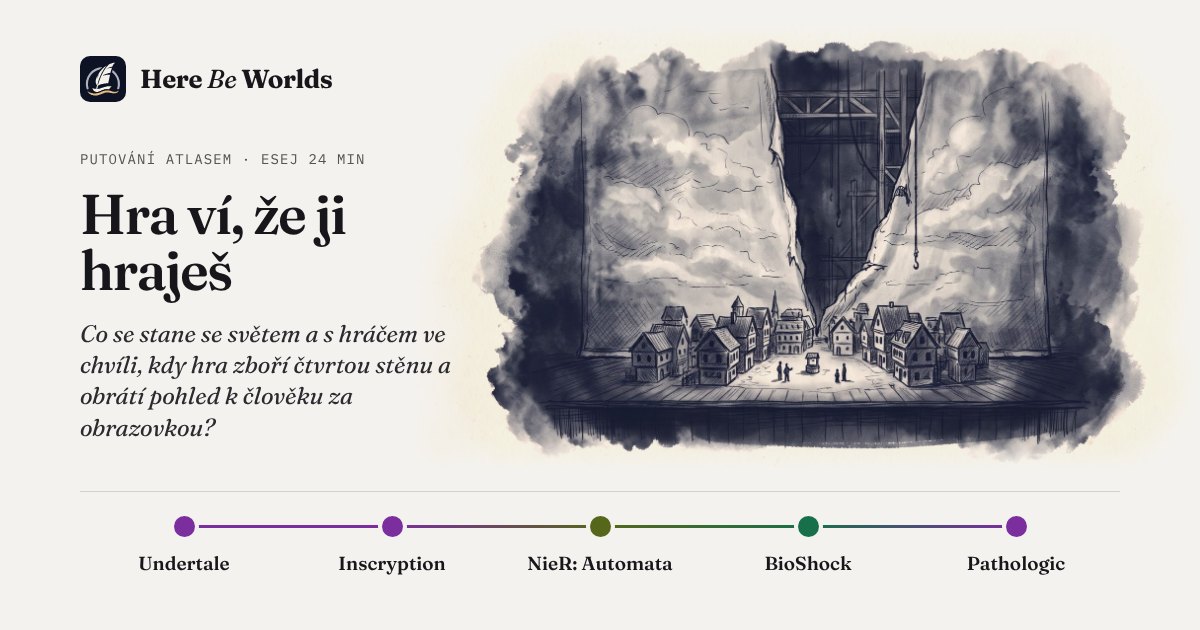 Here Be Worlds
PUTOVÁNÍ ATLASEM · ESEJ 24 MIN
Hra ví, že ji
hraješ
Co se stane se světem a s hráčem ve
chvíli, kdy hra zboří čtvrtou stěnu a
obrátí pohled k člověku za
obrazovkou?
Undertale
Inscryption
NieR: Automata
BioShock
Pathologic